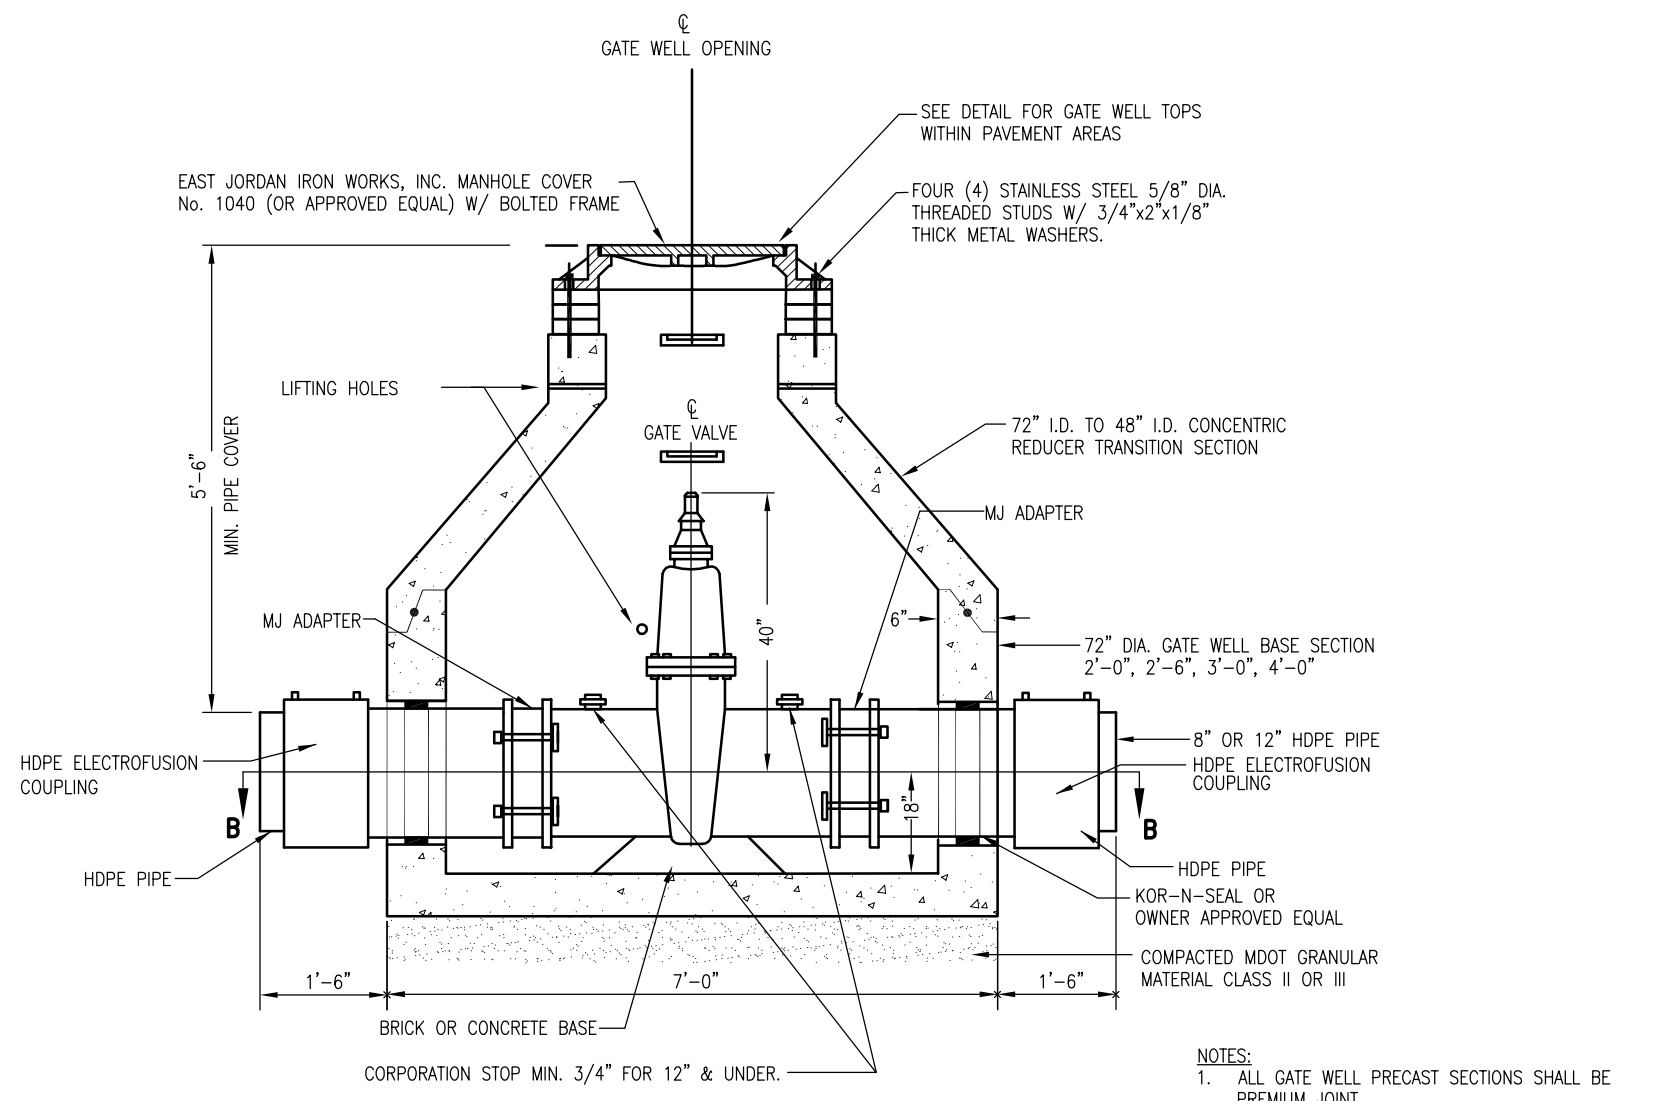 ℄
GATE WELL OPENING
SEE DETAIL FOR GATE WELL TOPS
WITHIN PAVEMENT AREAS
EAST JORDAN IRON WORKS, INC. MANHOLE COVER
No. 1040 (OR APPROVED EQUAL) W/ BOLTED FRAME
FOUR (4) STAINLESS STEEL 5/8" DIA.
THREADED STUDS W/ 3/4"x2"x1/8"
THICK METAL WASHERS.
LIFTING HOLES
℄
GATE VALVE
72" I.D. TO 48" I.D. CONCENTRIC
REDUCER TRANSITION SECTION
5'-6"
MIN. PIPE COVER
MJ ADAPTER
MJ ADAPTER
40"
6"
72" DIA. GATE WELL BASE SECTION
2'-0", 2'-6", 3'-0", 4'-0"
HDPE ELECTROFUSION
COUPLING
8" OR 12" HDPE PIPE
HDPE ELECTROFUSION
COUPLING
18"
B
B
HDPE PIPE
HDPE PIPE
KOR-N-SEAL OR
OWNER APPROVED EQUAL
COMPACTED MDOT GRANULAR
MATERIAL CLASS II OR III
1'-6"
7'-0"
1'-6"
BRICK OR CONCRETE BASE
CORPORATION STOP MIN. 3/4" FOR 12" & UNDER.
NOTES:
1. ALL GATE WELL PRECAST SECTIONS SHALL BE
PREMIUM JOINT